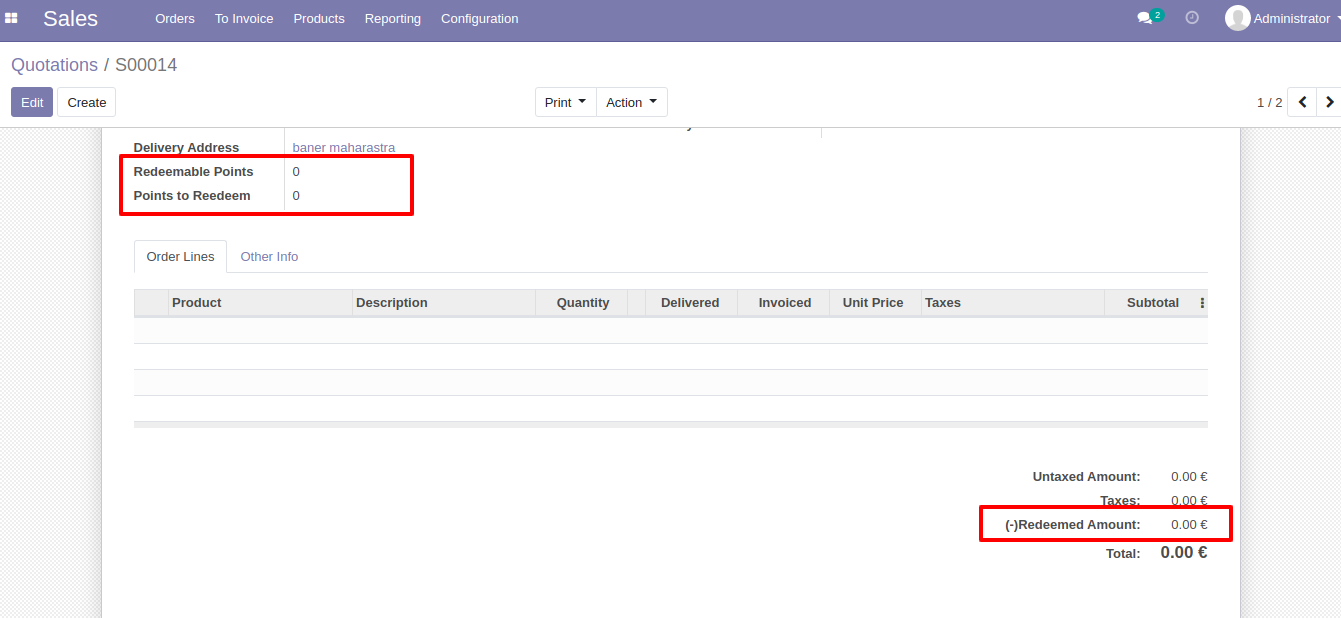 Sales Orders To Invoice Products Reporting Configuration 2 Administrator
Quotations / S00014
Edit Create Print Action 1 / 2
Delivery Address baner maharastra
Redeemable Points 0
Points to Reedeem 0
Order Lines Other Info
Product Description Quantity Delivered Invoiced Unit Price Taxes Subtotal
Untaxed Amount: 0.00 €
Taxes: 0.00 €
(-)Redeemed Amount: 0.00 €
Total: 0.00 €